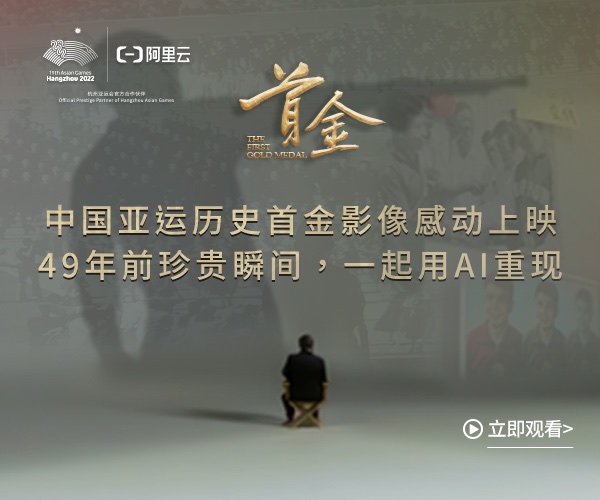 19th Asian Games
Hangzhou 2022
阿里云
杭州亚运会官方合作伙伴
Official Prestige Partner of Hangzhou Asian Games
首金
THE
FIRST
GOLD MEDAL
中国亚运历史首金影像感动上映
49年前珍贵瞬间，一起用AI重现
立即观看>